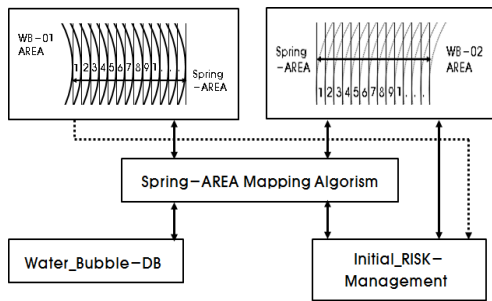 WB-01
AREA
1 2 3 4 5 6 7 8 9 1 . . .
Spring
-AREA
Spring
-AREA
WB-02
AREA
1 2 3 4 5 6 7 8 9 1 . . .
Spring-AREA Mapping Algorism
Water_Bubble-DB
Initial_RISK-
Management